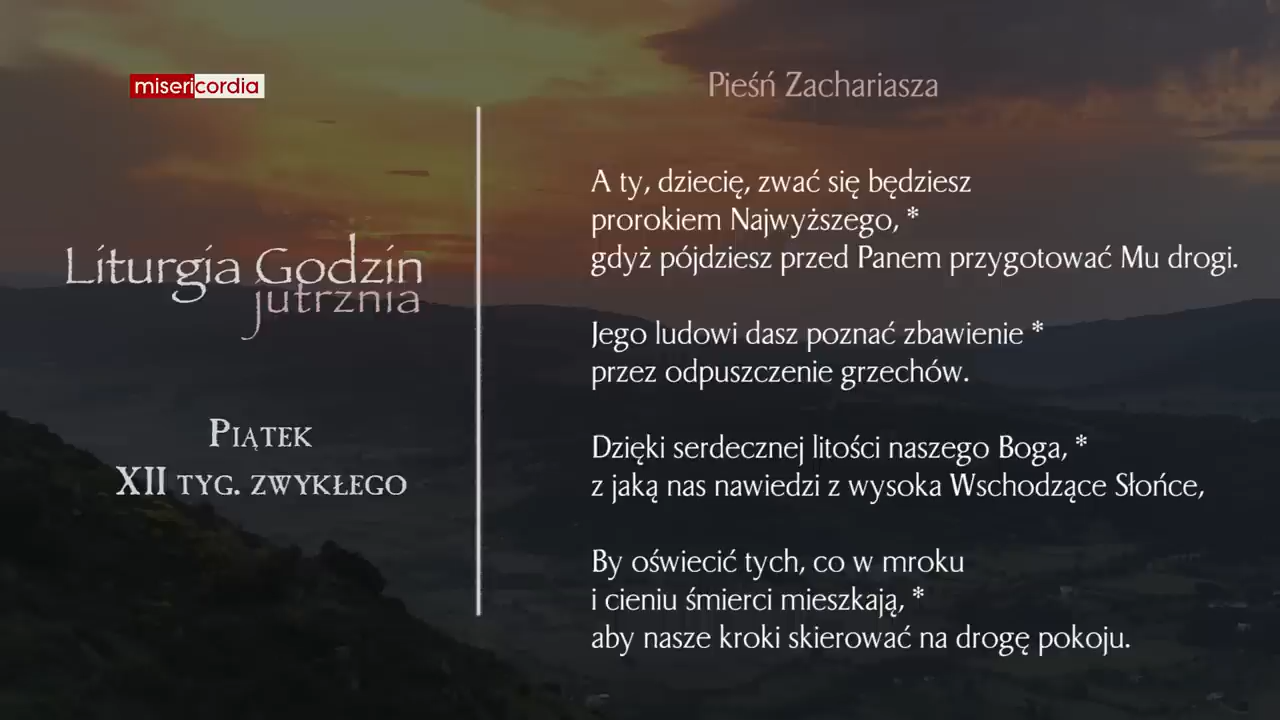 misericordia
Liturgia Godzin
jutrznia
Piątek
XII tyg. zwykłego
Pieśń Zachariasza
A ty, dziecię, zwać się będziesz
prorokiem Najwyższego, *
gdyż pójdziesz przed Panem przygotować Mu drogi.
Jego ludowi dasz poznać zbawienie *
przez odpuszczenie grzechów.
Dzięki serdecznej litości naszego Boga, *
z jaką nas nawiedzi z wysoka Wschodzące Słońce,
By oświecić tych, co w mroku
i cieniu śmierci mieszkają, *
aby nasze kroki skierować na drogę pokoju.